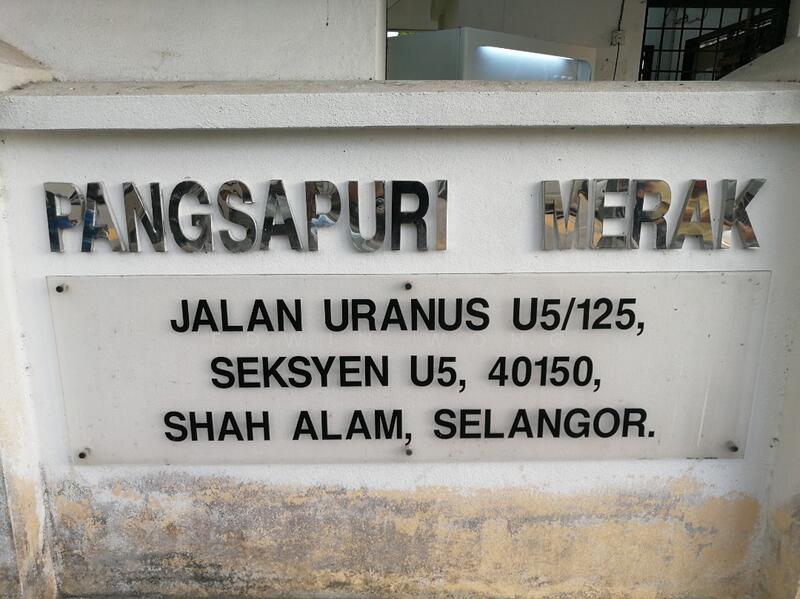 PANGSAPURI MERAK
JALAN URANUS U5/125,
EDWIN WONG
SEKSYEN U5, 40150,
SHAH ALAM, SELANGOR.